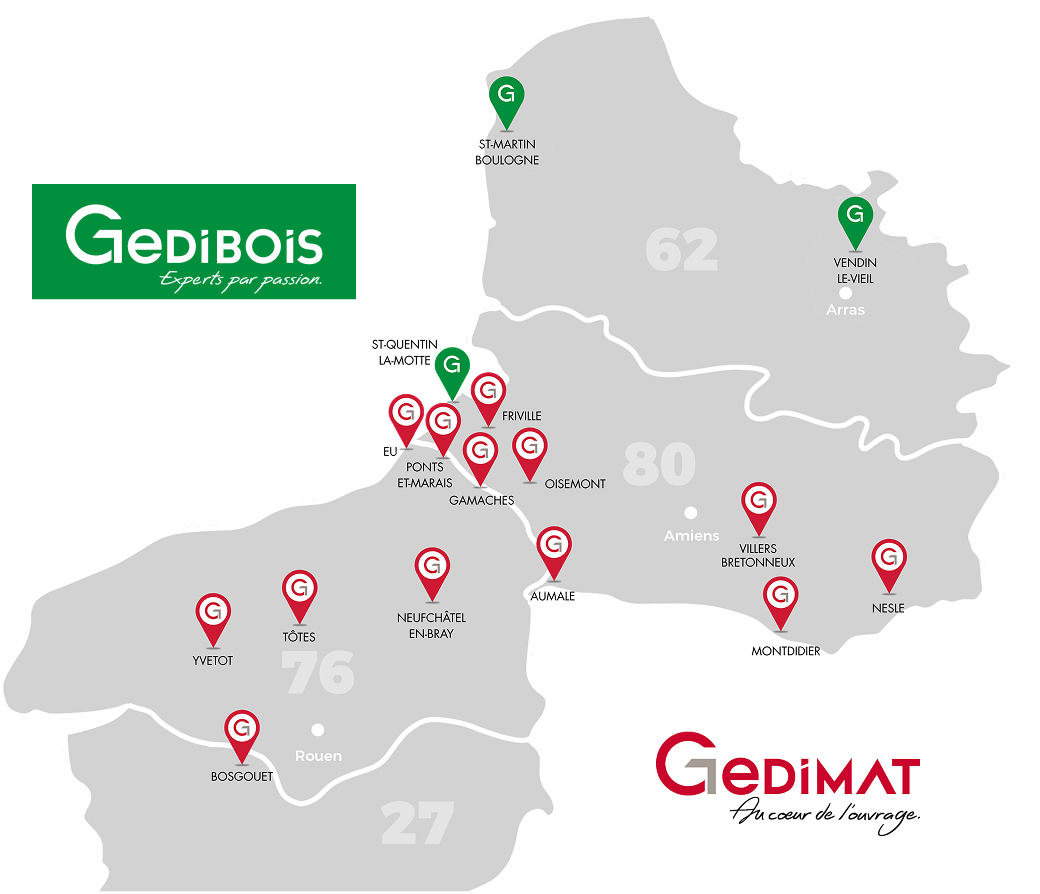 G
ST-MARTIN
BOULOGNE
G
VENDIN
LE-VIEIL
62
Arras
GEDIBOIS
Experts par passion.
ST-QUENTIN
LA-MOTTE
G
G
FRIVILLE
G
EU
G
PONTS
ET-MARAIS
G
GAMACHES
G
OISEMONT
80
Amiens
G
VILLERS
BRETONNEUX
G
AUMALE
G
NESLE
G
MONTDIDIER
G
NEUFCHÂTEL
EN-BRAY
G
TÔTES
G
YVETOT
76
G
BOSGOUET
Rouen
27
GEDIMAT
Au cœur de l'ouvrage.